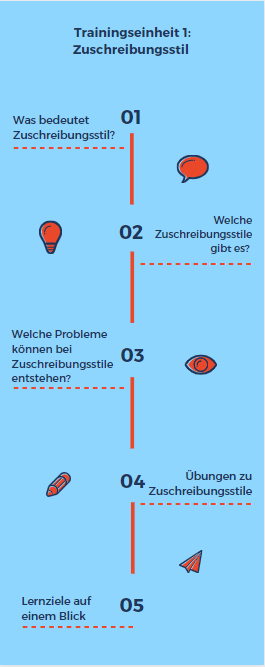 Trainingseinheit 1:
Zuschreibungsstil
01
Was bedeutet
Zuschreibungsstil?
02
Welche
Zuschreibungsstile
gibt es?
03
Welche Probleme
können bei
Zuschreibungsstile
entstehen?
04
Übungen zu
Zuschreibungsstile
05
Lernziele auf
einem Blick